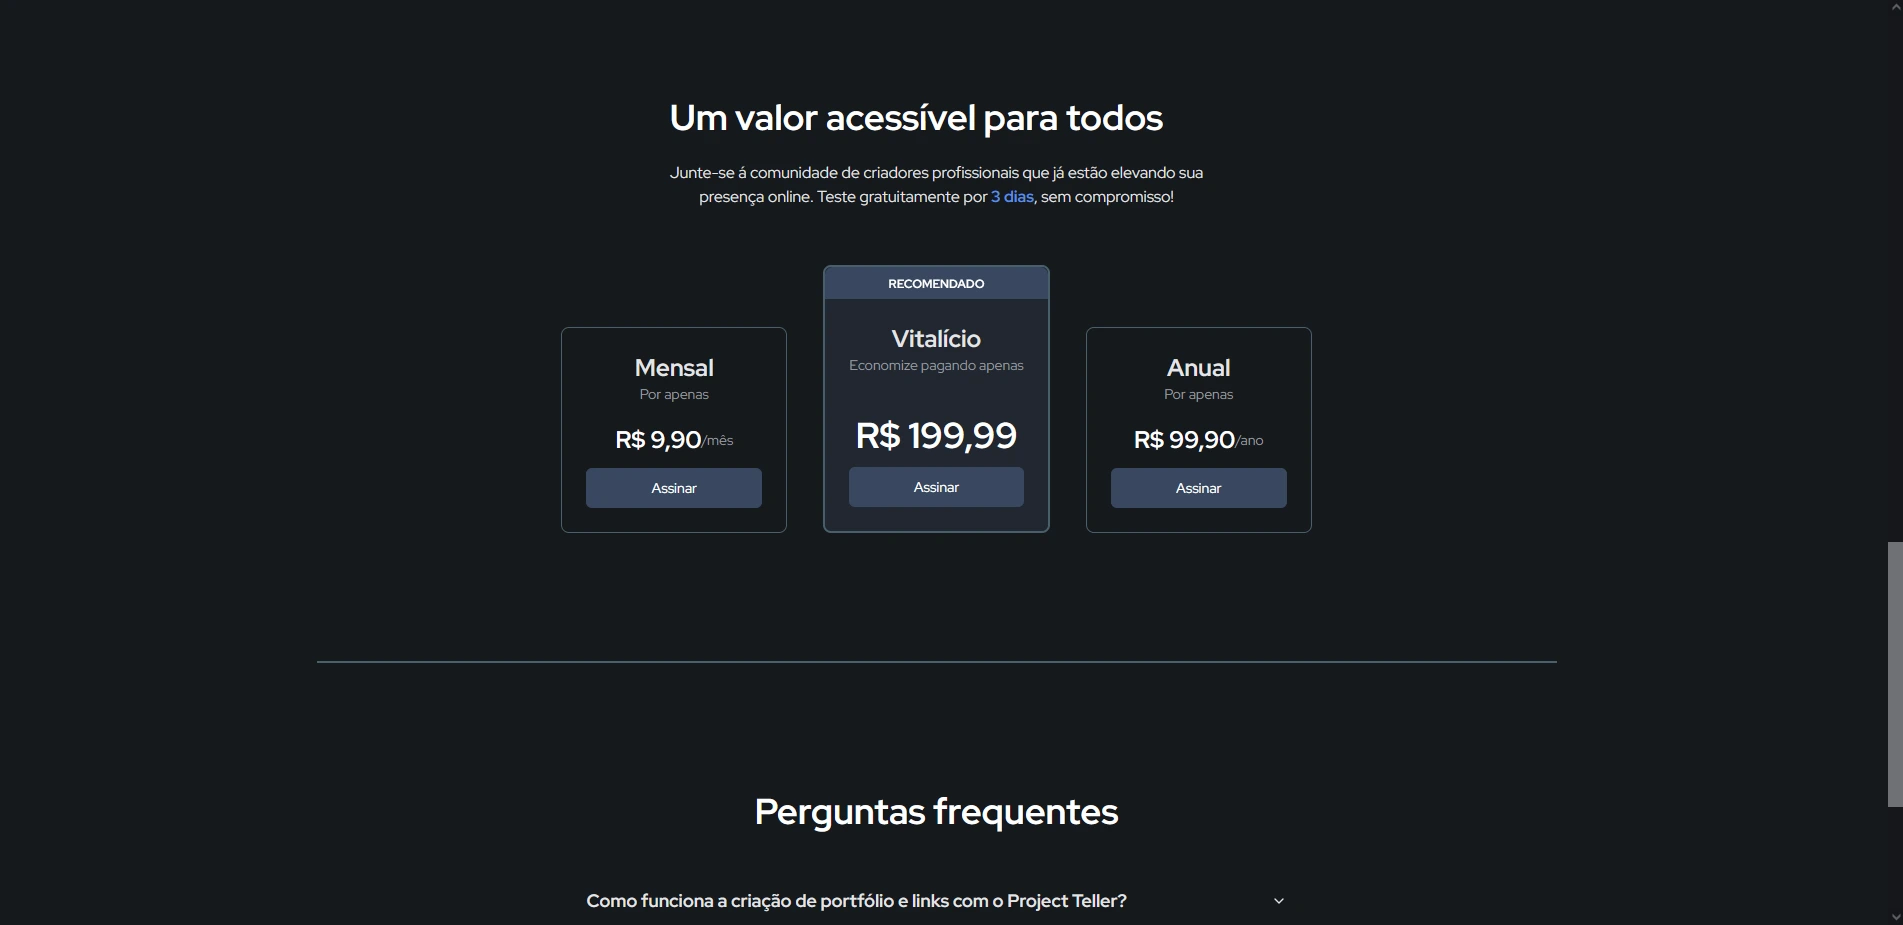 Um valor acessível para todos
Junte-se á comunidade de criadores profissionais que já estão elevando sua
presença online. Teste gratuitamente por 3 dias, sem compromisso!
Mensal
Por apenas
R$ 9,90/mês
Assinar
RECOMENDADO
Vitalício
Economize pagando apenas
R$ 199,99
Assinar
Anual
Por apenas
R$ 99,90/ano
Assinar
Perguntas frequentes
Como funciona a criação de portfólio e links com o Project Teller?